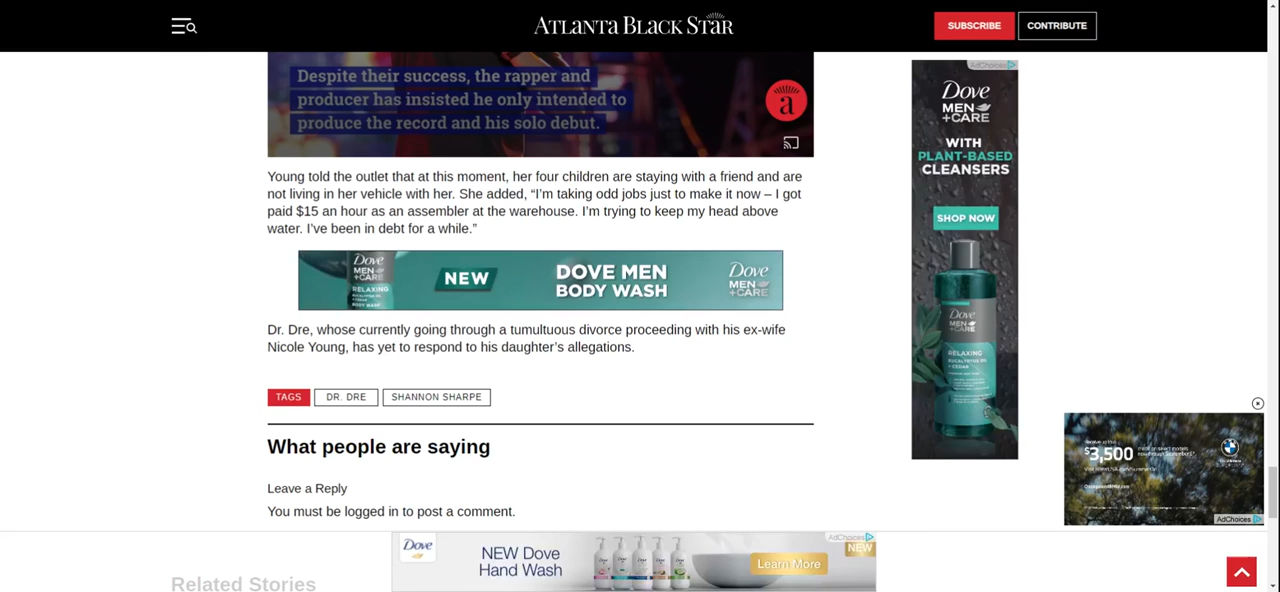 ATLANTA BLACK STAR
SUBSCRIBE
CONTRIBUTE
Despite their success, the rapper and
producer has insisted he only intended to
produce the record and his solo debut.
a
Young told the outlet that at this moment, her four children are staying with a friend and are
not living in her vehicle with her. She added, “I’m taking odd jobs just to make it now – I got
paid $15 an hour as an assembler at the warehouse. I’m trying to keep my head above
water. I’ve been in debt for a while.”
Dove
MEN
+CARE
RELAXING
NEW
DOVE MEN
BODY WASH
Dove
MEN
+CARE
Dr. Dre, whose currently going through a tumultuous divorce proceeding with his ex-wife
Nicole Young, has yet to respond to his daughter’s allegations.
TAGS
DR. DRE
SHANNON SHARPE
What people are saying
Leave a Reply
You must be logged in to post a comment.
AdChoices
Dove
MEN
+CARE
WITH
PLANT-BASED
CLEANSERS
SHOP NOW
Dove
MEN
+CARE
RELAXING
EUCALYPTUS OIL
+ CEDAR
$3,500
AdChoices
Dove
NEW Dove
Hand Wash
Learn More
AdChoices
NEW
Related Stories